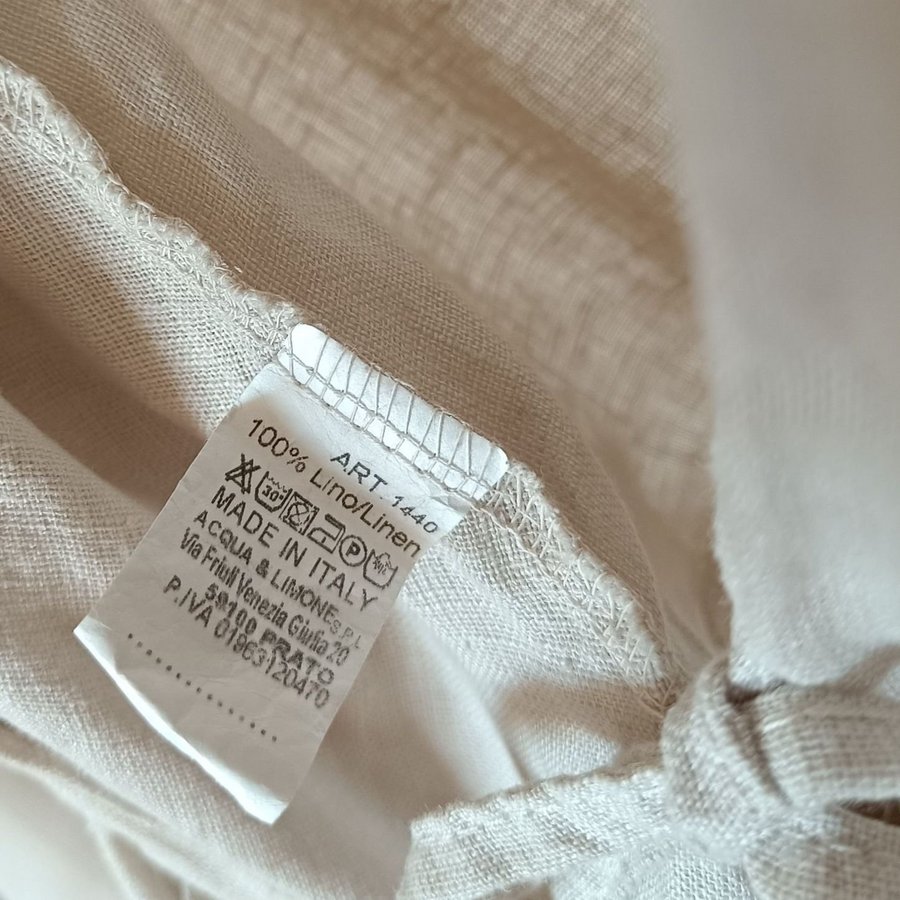 ART. 1440
100% Lino/Linen
30°
P
MADE IN ITALY
ACQUA & LIMONE S.P.L
Via Friuli Venezia Giulia 20
59100 PRATO
P.IVA 01963120470